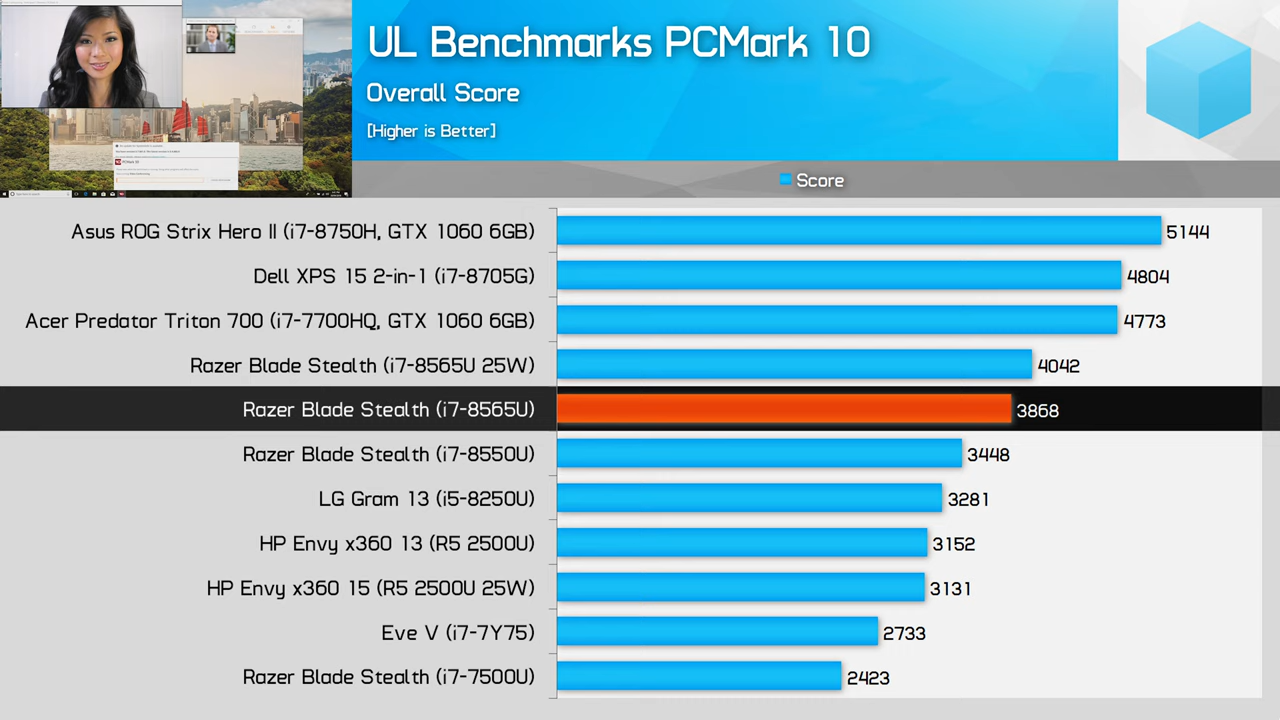 UL Benchmarks PCMark 10
Overall Score
[Higher is Better]
Score
Asus ROG Strix Hero II (i7-8750H, GTX 1060 6GB) 5144
Dell XPS 15 2-in-1 (i7-8705G) 4804
Acer Predator Triton 700 (i7-7700HQ, GTX 1060 6GB) 4773
Razer Blade Stealth (i7-8565U 25W) 4042
Razer Blade Stealth (i7-8565U) 3868
Razer Blade Stealth (i7-8550U) 3448
LG Gram 13 (i5-8250U) 3281
HP Envy x360 13 (R5 2500U) 3152
HP Envy x360 15 (R5 2500U 25W) 3131
Eve V (i7-7Y75) 2733
Razer Blade Stealth (i7-7500U) 2423